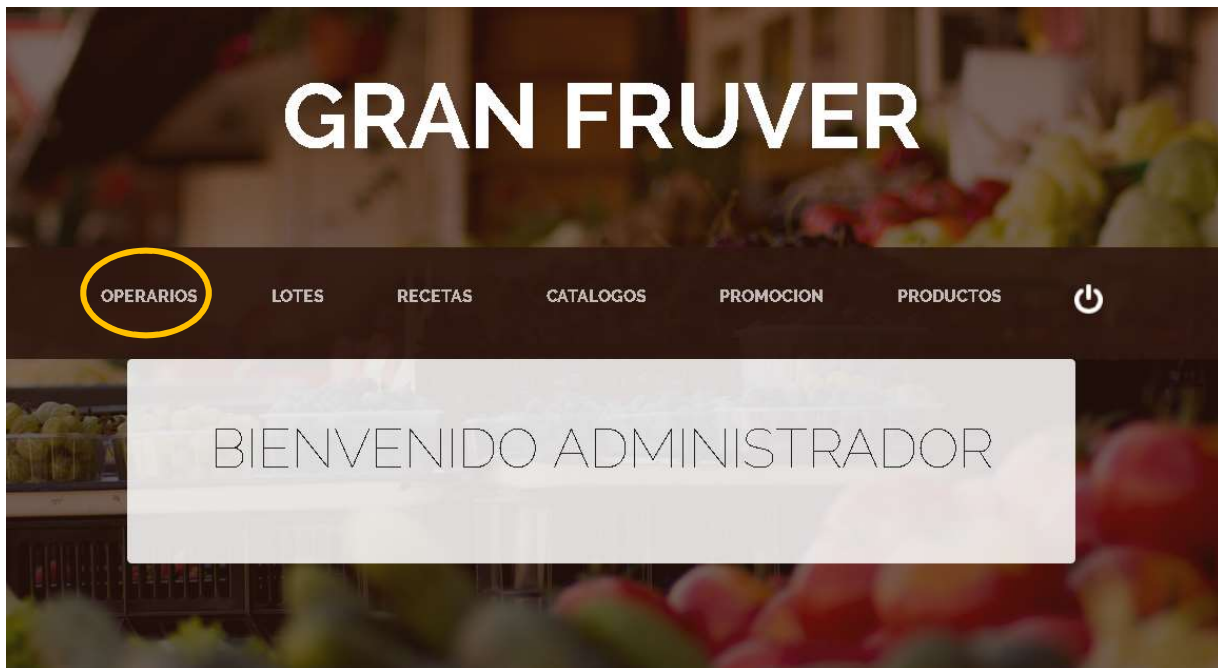 GRAN FRUVER
OPERARIOS LOTES RECETAS CATALOGOS PROMOCION PRODUCTOS
BIENVENIDO ADMINISTRADOR